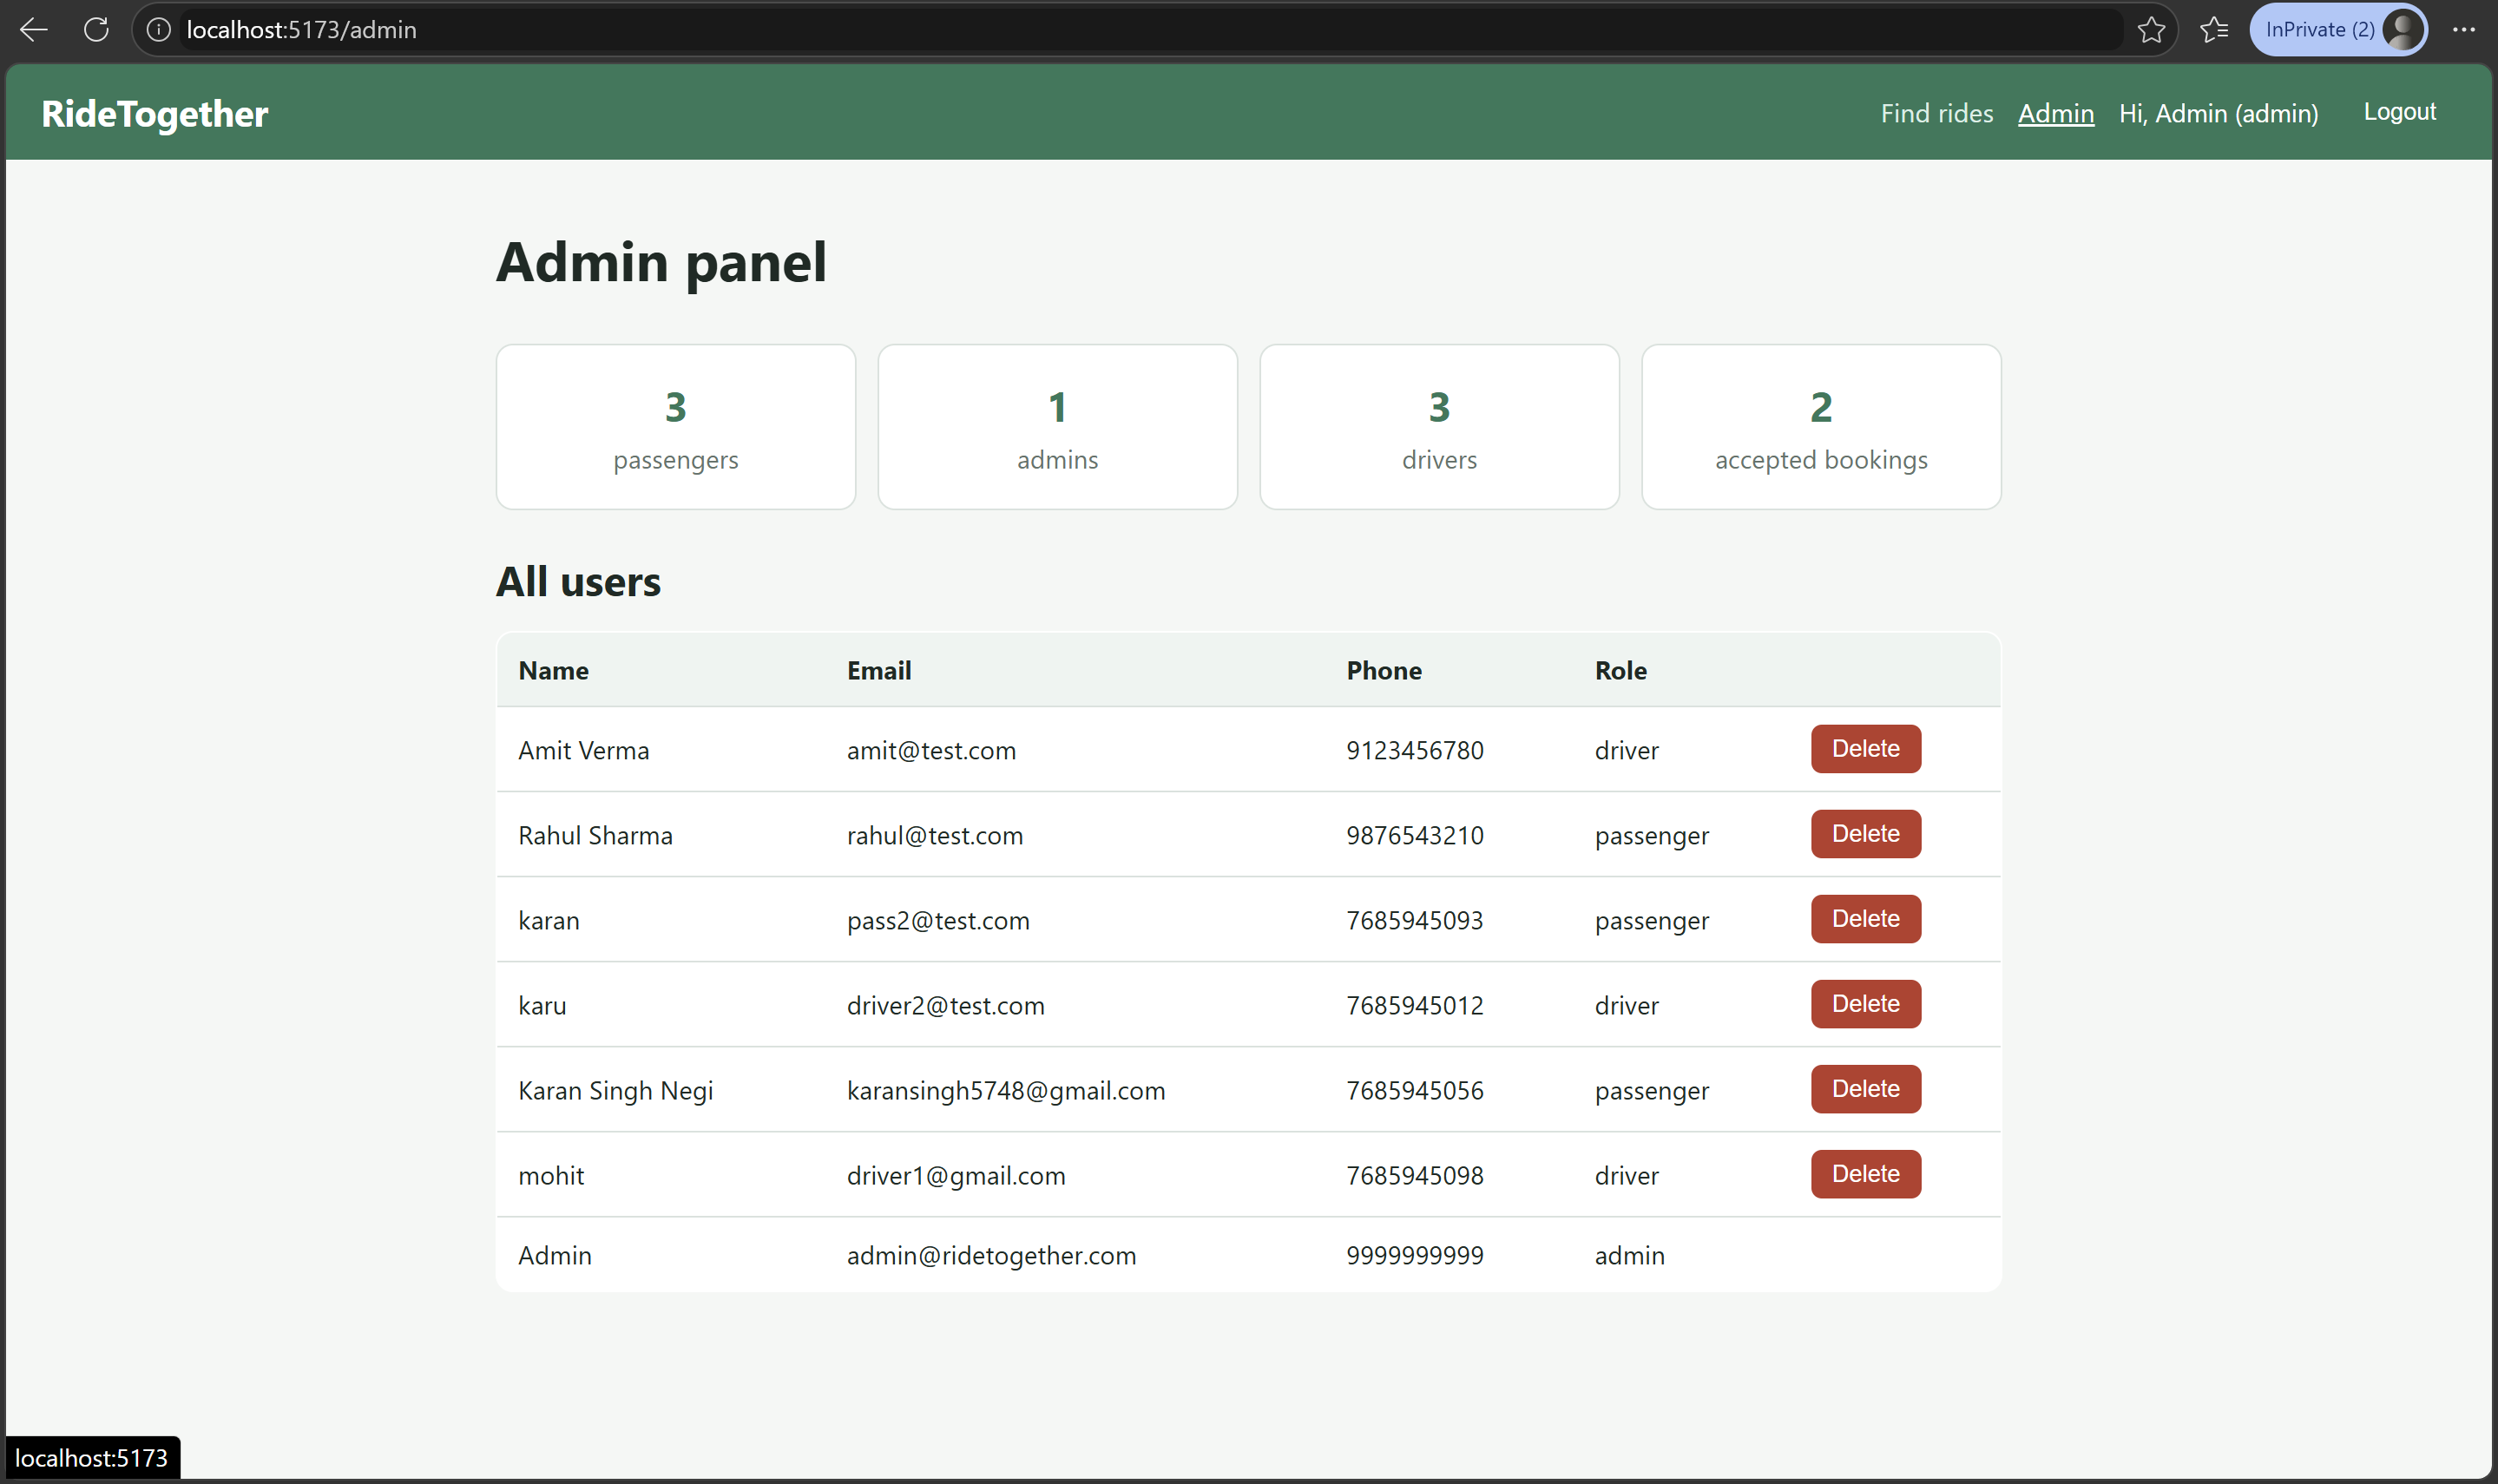 localhost:5173/admin
InPrivate (2)
RideTogether
Find rides Admin Hi, Admin (admin) Logout
Admin panel
3 1 3 2
passengers admins drivers accepted bookings
All users
Name Email Phone Role
Amit Verma amit@test.com 9123456780 driver Delete
Rahul Sharma rahul@test.com 9876543210 passenger Delete
karan pass2@test.com 7685945093 passenger Delete
karu driver2@test.com 7685945012 driver Delete
Karan Singh Negi karansingh5748@gmail.com 7685945056 passenger Delete
mohit driver1@gmail.com 7685945098 driver Delete
Admin admin@ridetogether.com 9999999999 admin
localhost:5173